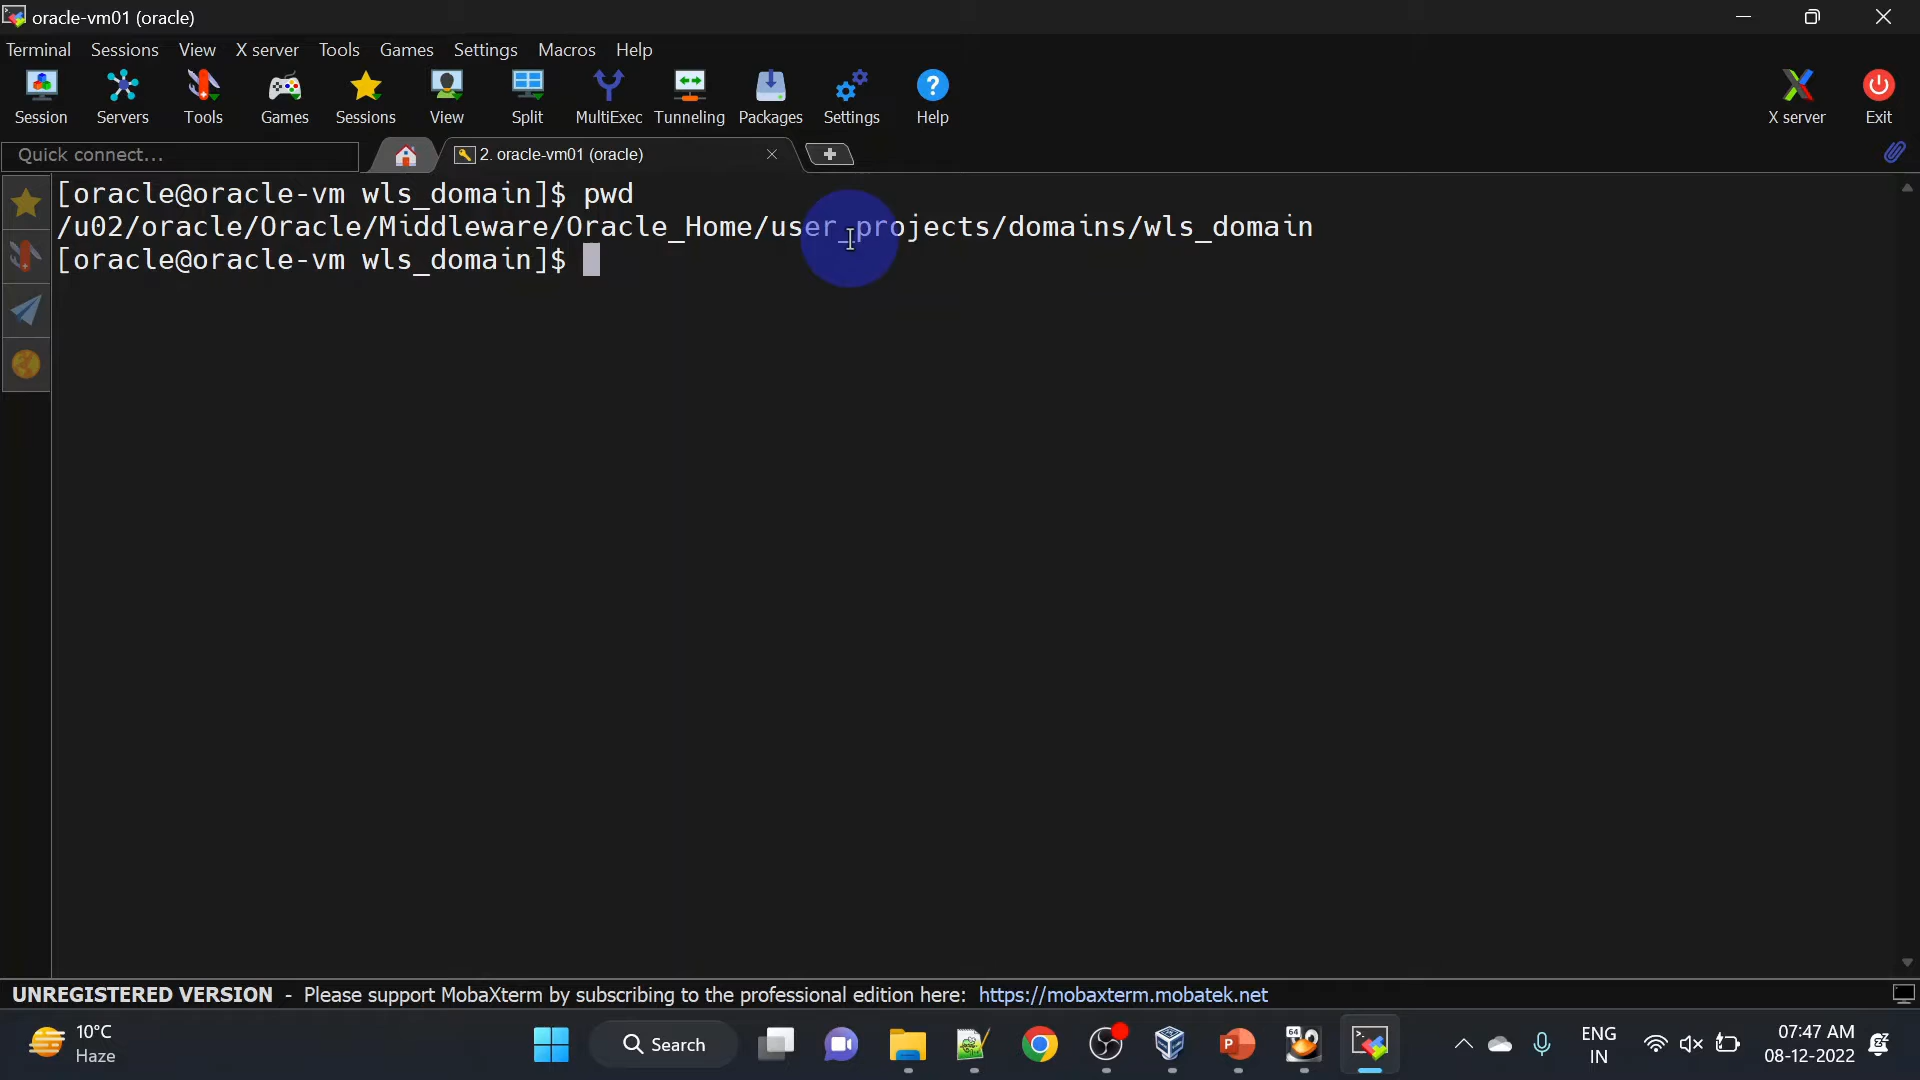 oracle-vm01 (oracle)
Terminal Sessions View X server Tools Games Settings Macros Help
Session Servers Tools Games Sessions View Split MultiExec Tunneling Packages Settings Help X server Exit
Quick connect... 2. oracle-vm01 (oracle)
[oracle@oracle-vm wls_domain]$ pwd
/u02/oracle/Oracle/Middleware/Oracle_Home/user_projects/domains/wls_domain
[oracle@oracle-vm wls_domain]$
UNREGISTERED VERSION - Please support MobaXterm by subscribing to the professional edition here: https://mobaxterm.mobatek.net
10°C
Haze
Search
64
P
ENG
IN
07:47 AM
08-12-2022